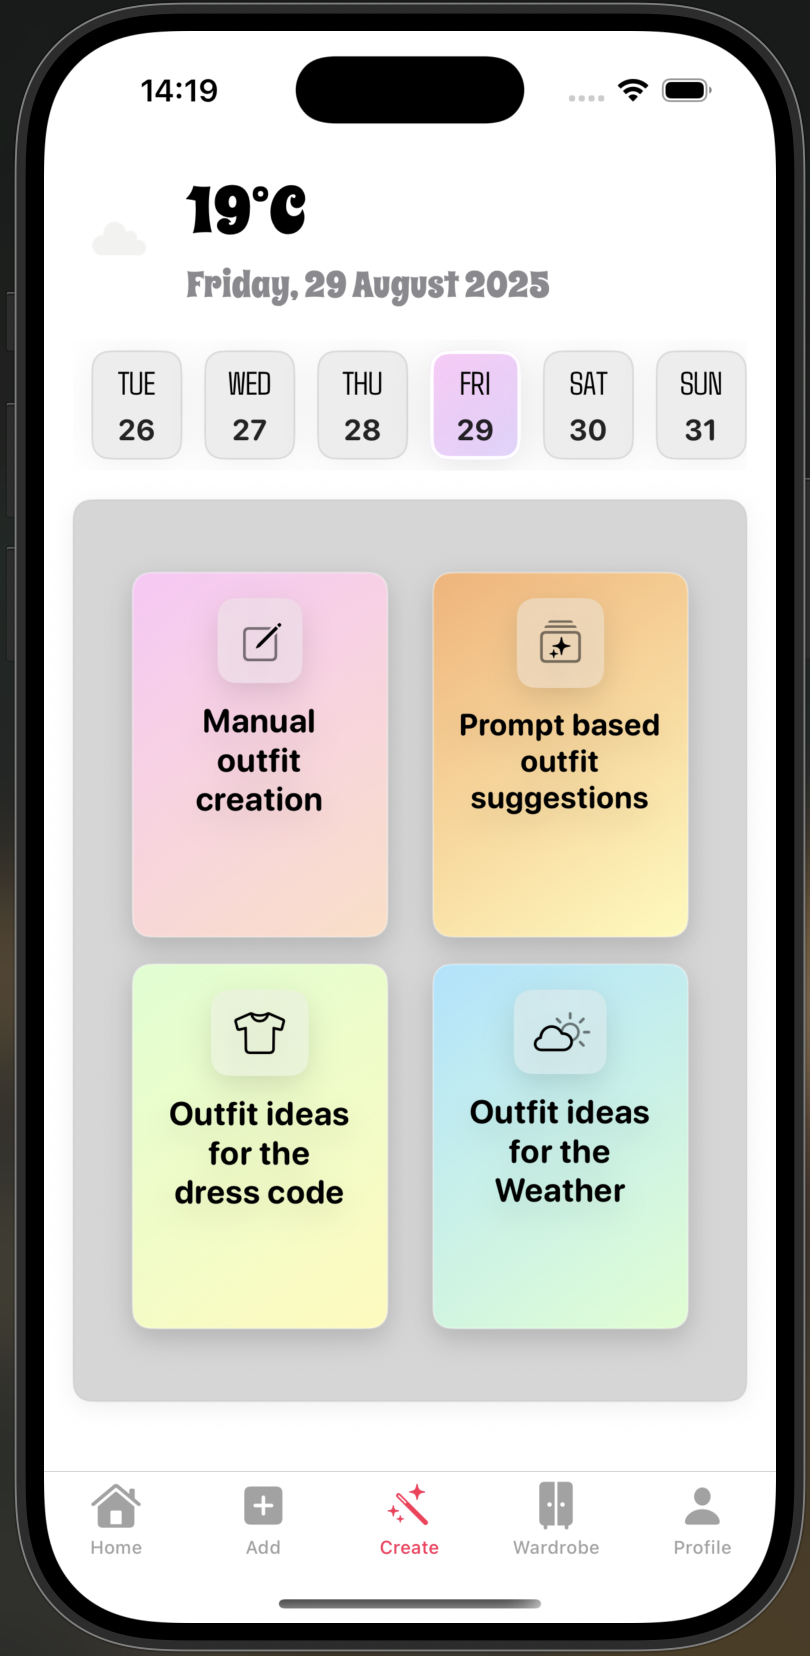 14:19
19°C
Friday, 29 August 2025
TUE WED THU FRI SAT SUN
26 27 28 29 30 31
Manual
outfit
creation
Prompt based
outfit
suggestions
Outfit ideas
for the
dress code
Outfit ideas
for the
Weather
Home Add Create Wardrobe Profile